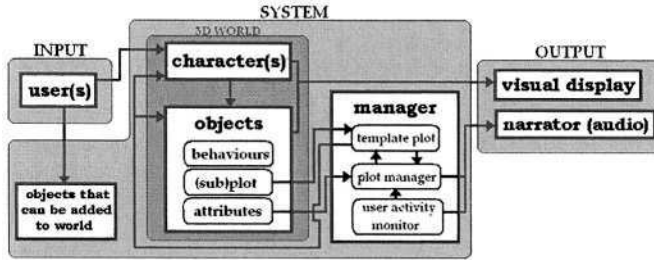 SYSTEM
INPUT
3D WORLD
OUTPUT
character(s)
user(s)
visual display
manager
objects
narrator (audio)
template plot
behaviours
(sub)plot
plot manager
attributes
objects that
can be added
to world
user activity
monitor